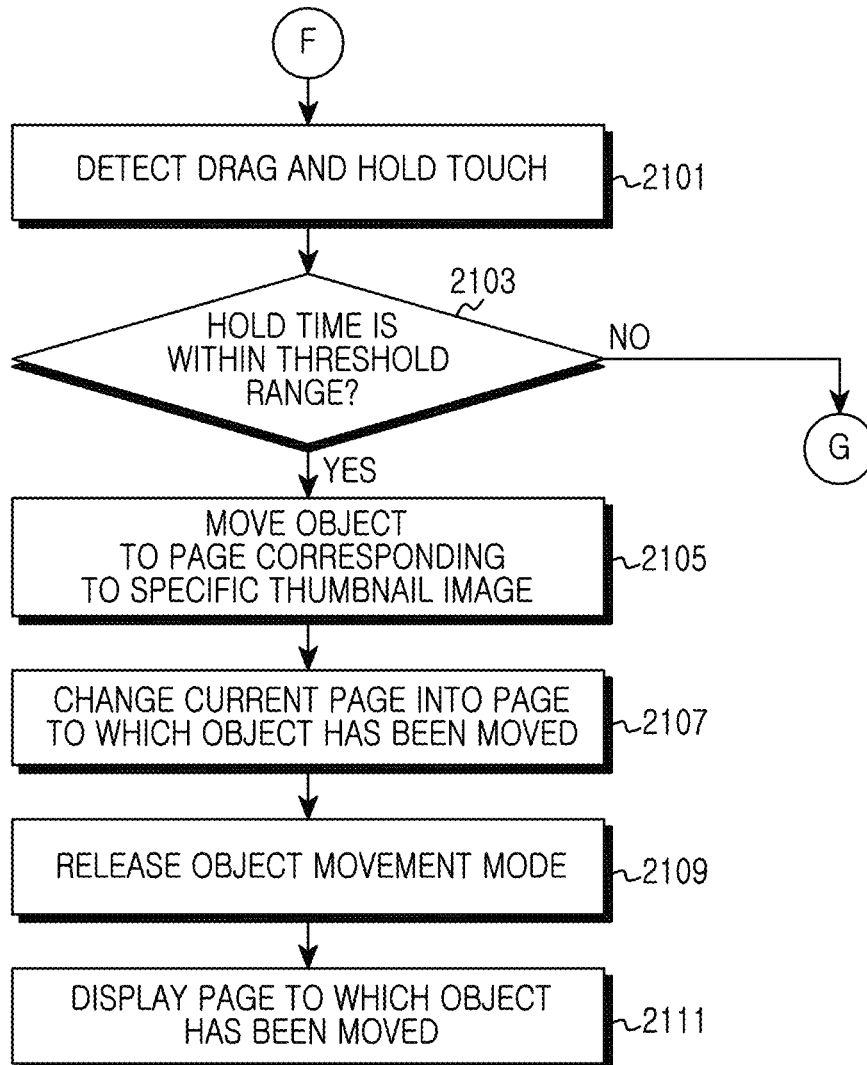 F
DETECT DRAG AND HOLD TOUCH
2101
2103
HOLD TIME IS
WITHIN THRESHOLD
RANGE?
NO
G
YES
MOVE OBJECT
TO PAGE CORRESPONDING
TO SPECIFIC THUMBNAIL IMAGE
2105
CHANGE CURRENT PAGE INTO PAGE
TO WHICH OBJECT HAS BEEN MOVED
2107
RELEASE OBJECT MOVEMENT MODE
2109
DISPLAY PAGE TO WHICH OBJECT
HAS BEEN MOVED
2111